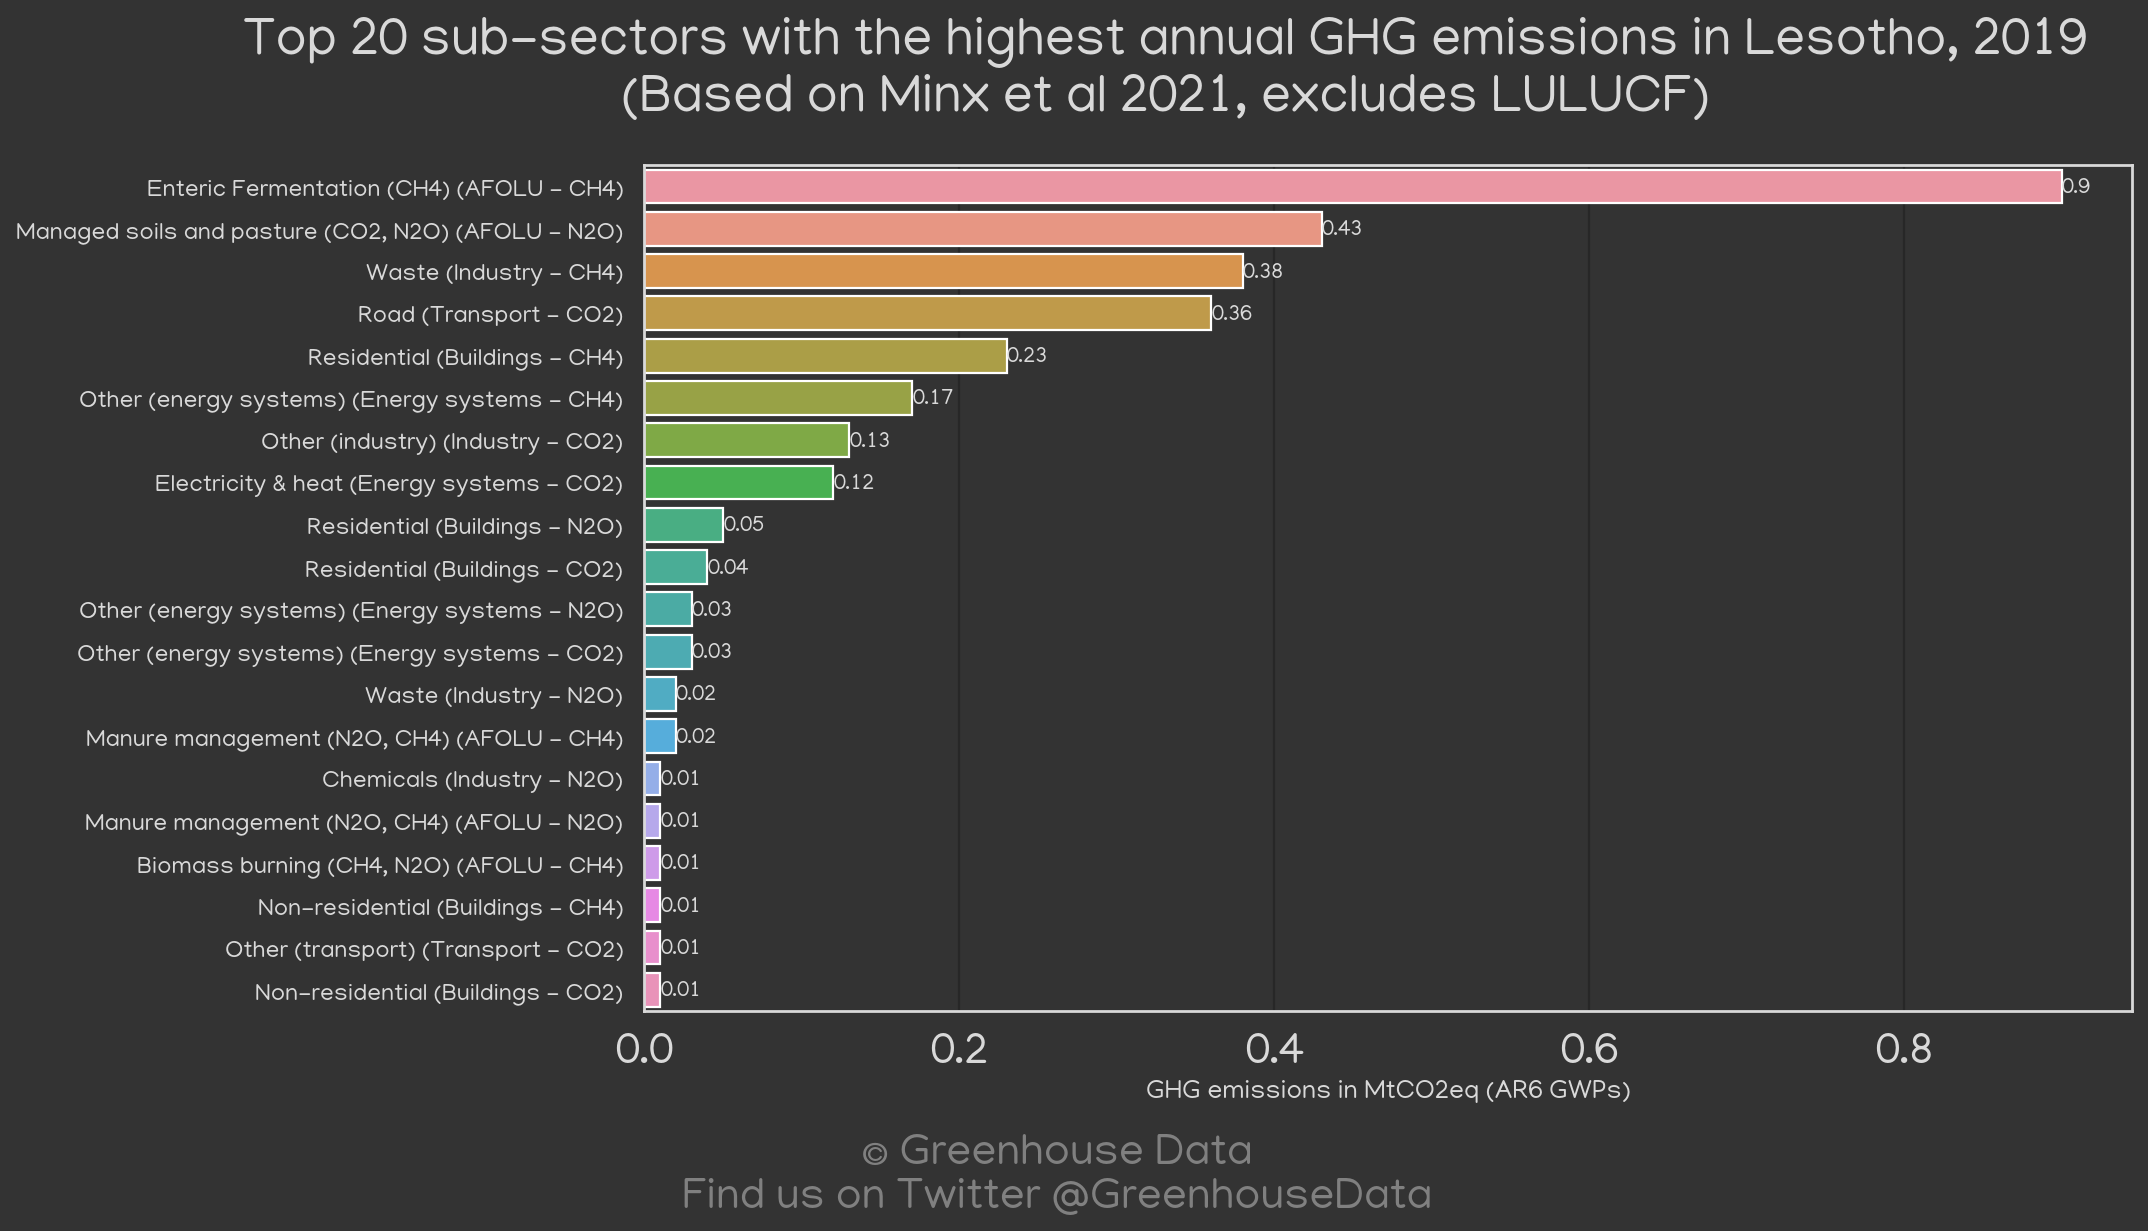 Top 20 sub-sectors with the highest annual GHG emissions in Lesotho, 2019
(Based on Minx et al 2021, excludes LULUCF)
Enteric Fermentation (CH4) (AFOLU - CH4) 0.9
Managed soils and pasture (CO2, N2O) (AFOLU - N2O) 0.43
Waste (Industry - CH4) 0.38
Road (Transport - CO2) 0.36
Residential (Buildings - CH4) 0.23
Other (energy systems) (Energy systems - CH4) 0.17
Other (industry) (Industry - CO2) 0.13
Electricity & heat (Energy systems - CO2) 0.12
Residential (Buildings - N2O) 0.05
Residential (Buildings - CO2) 0.04
Other (energy systems) (Energy systems - N2O) 0.03
Other (energy systems) (Energy systems - CO2) 0.03
Waste (Industry - N2O) 0.02
Manure management (N2O, CH4) (AFOLU - CH4) 0.02
Chemicals (Industry - N2O) 0.01
Manure management (N2O, CH4) (AFOLU - N2O) 0.01
Biomass burning (CH4, N2O) (AFOLU - CH4) 0.01
Non-residential (Buildings - CH4) 0.01
Other (transport) (Transport - CO2) 0.01
Non-residential (Buildings - CO2) 0.01
0.0 0.2 0.4 0.6 0.8
GHG emissions in MtCO2eq (AR6 GWPs)
© Greenhouse Data
Find us on Twitter @GreenhouseData